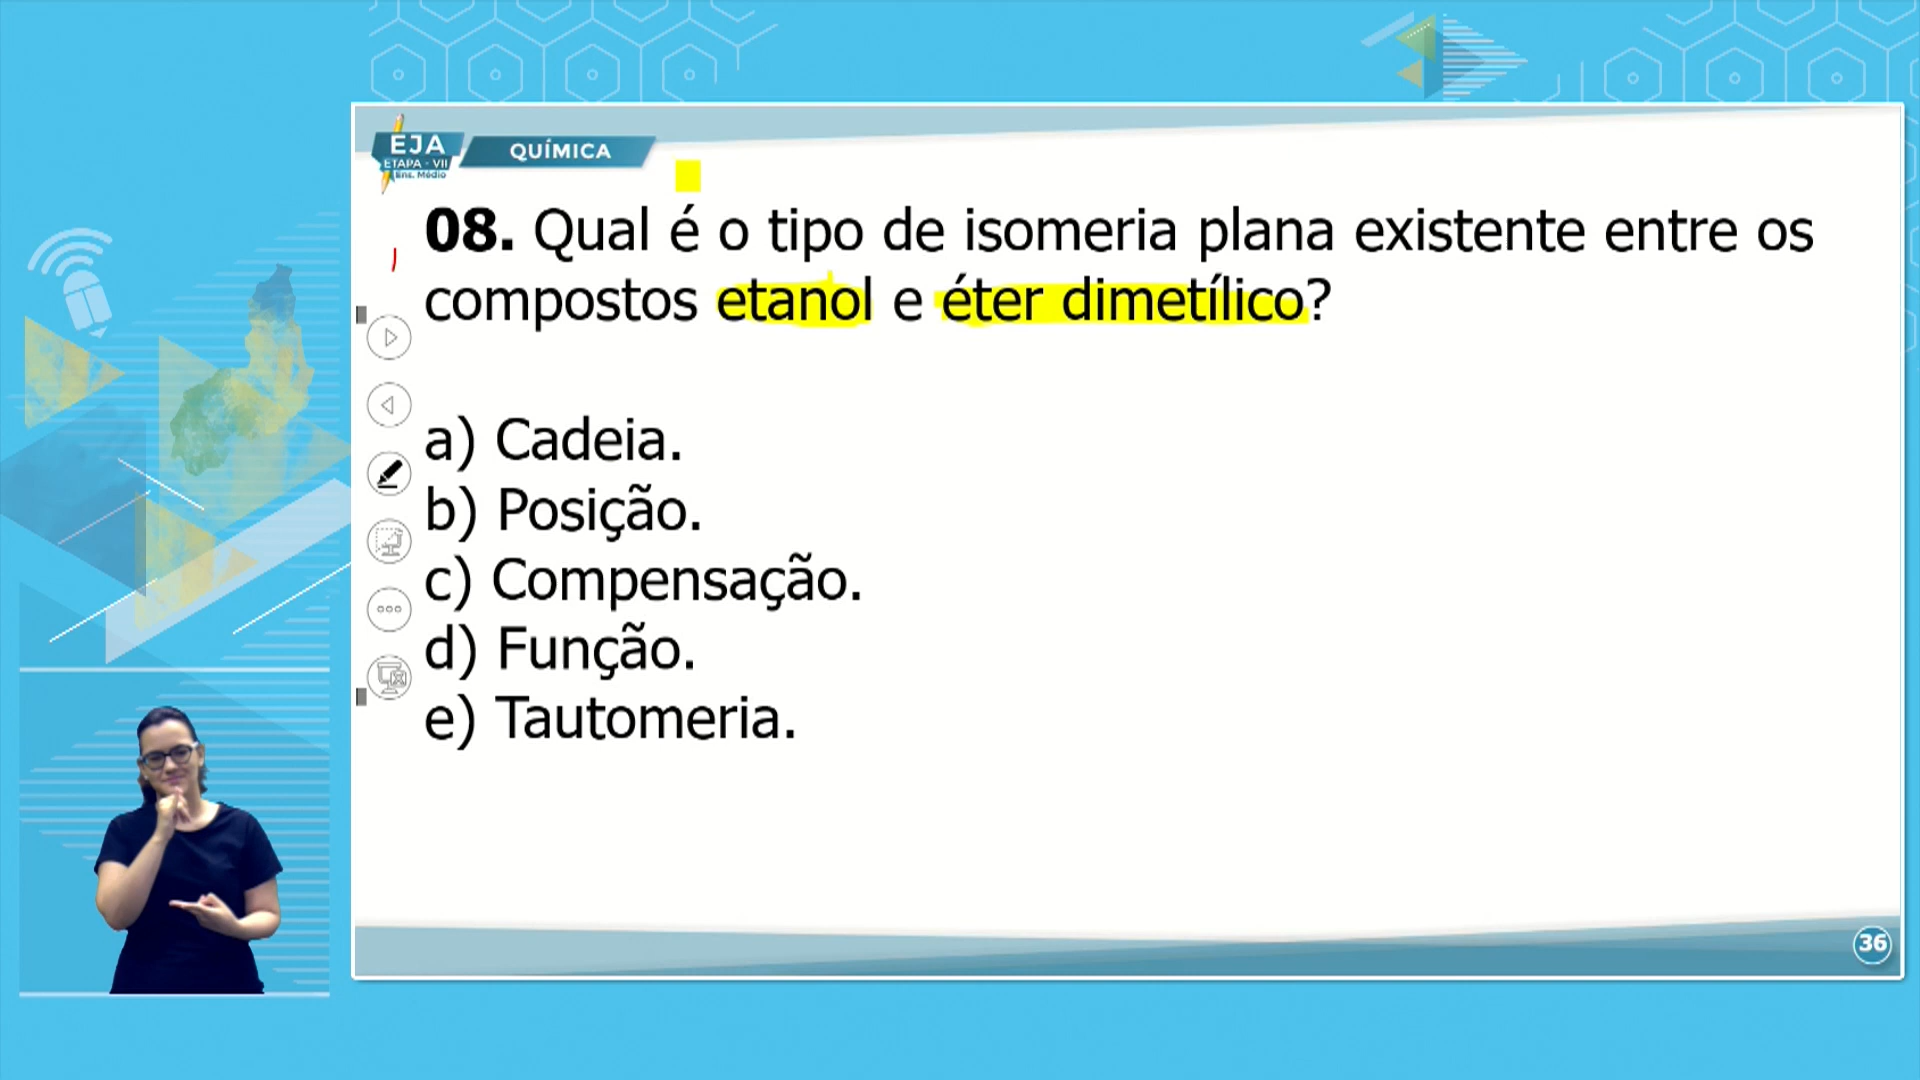 EJA
ETAPA - VII
Ens. Médio
QUÍMICA
08. Qual é o tipo de isomeria plana existente entre os
compostos etanol e éter dimetílico?
a) Cadeia.
b) Posição.
c) Compensação.
d) Função.
e) Tautomeria.
36